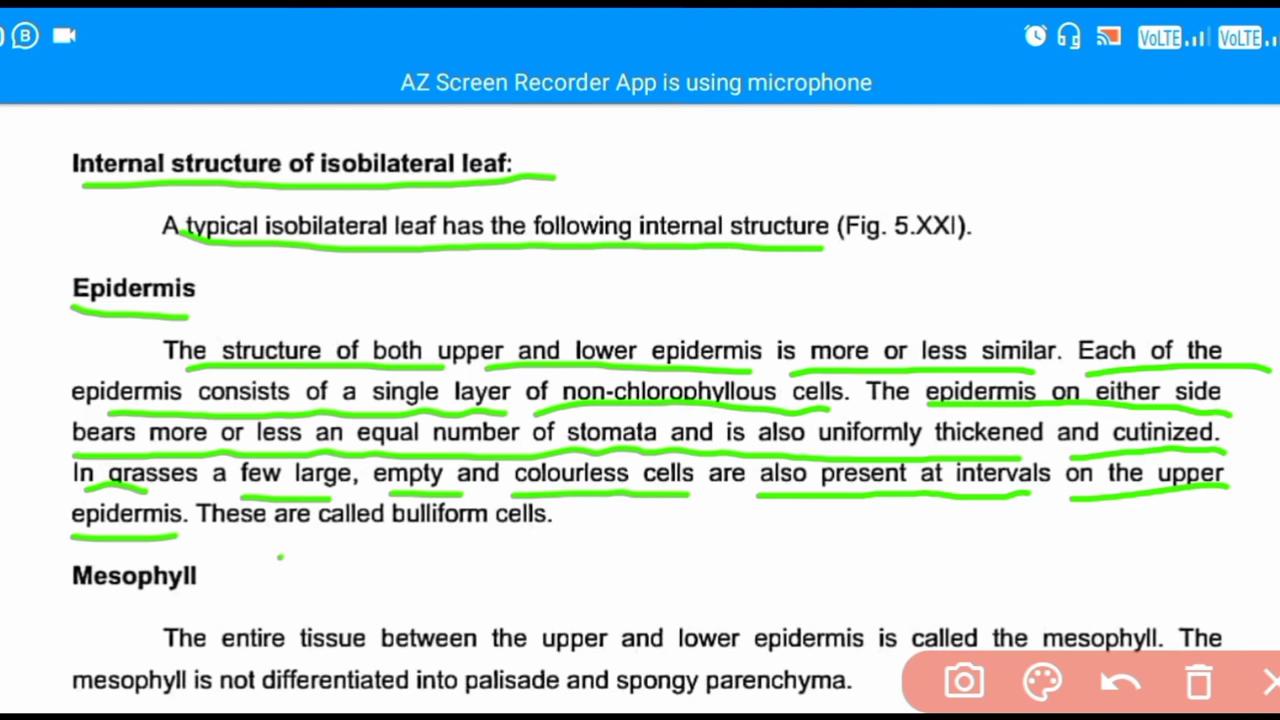 B
VoLTE
VoLTE
AZ Screen Recorder App is using microphone
Internal structure of isobilateral leaf:
A typical isobilateral leaf has the following internal structure (Fig. 5.XXI).
Epidermis
The structure of both upper and lower epidermis is more or less similar. Each of the
epidermis consists of a single layer of non-chlorophyllous cells. The epidermis on either side
bears more or less an equal number of stomata and is also uniformly thickened and cutinized.
In grasses a few large, empty and colourless cells are also present at intervals on the upper
epidermis. These are called bulliform cells.
Mesophyll
The entire tissue between the upper and lower epidermis is called the mesophyll. The
mesophyll is not differentiated into palisade and spongy parenchyma.